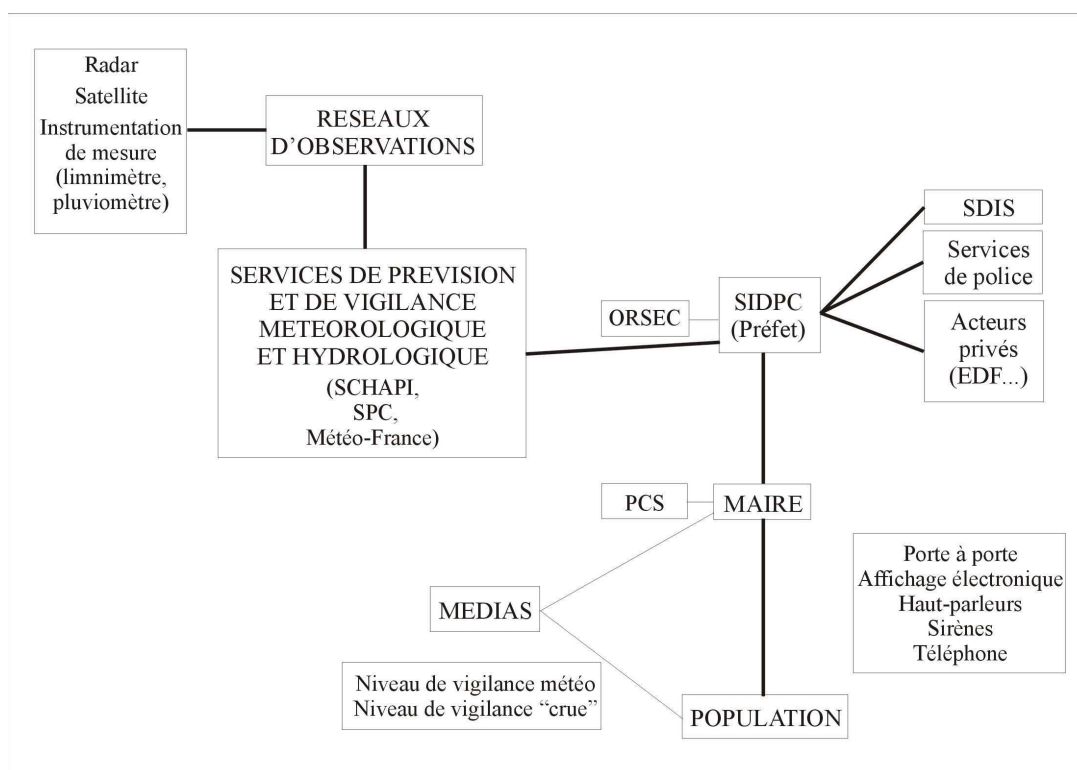 Radar
Satellite
Instrumentation
de mesure
(limnimètre,
pluviomètre)
RESEAUX
D’OBSERVATIONS
SERVICES DE PREVISION
ET DE VIGILANCE
METEOROLOGIQUE
ET HYDROLOGIQUE
(SCHAPI,
SPC,
Météo-France)
ORSEC
SIDPC
(Préfet)
SDIS
Services
de police
Acteurs
privés
(EDF...)
PCS
MAIRE
MEDIAS
Porte à porte
Affichage électronique
Haut-parleurs
Sirènes
Téléphone
Niveau de vigilance météo
Niveau de vigilance “crue”
POPULATION